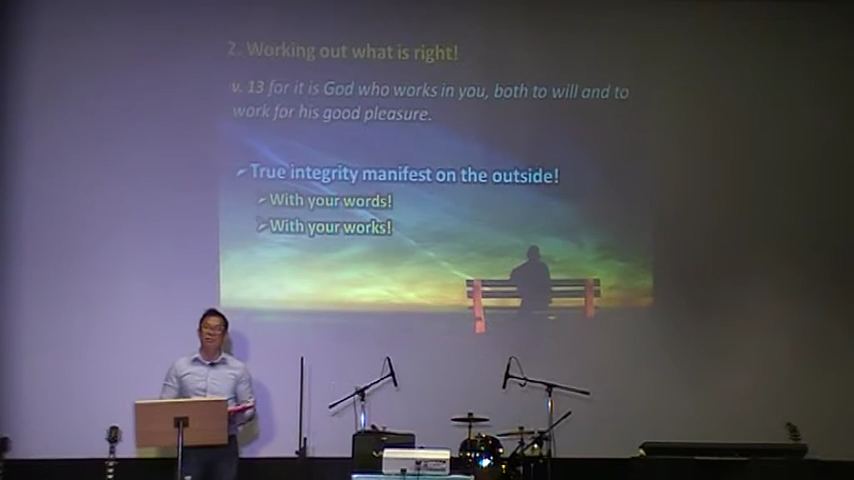 2. Working out what is right!
v. 13 for it is God who works in you, both to will and to
work for his good pleasure.
True integrity manifest on the outside!
With your words!
With your works!